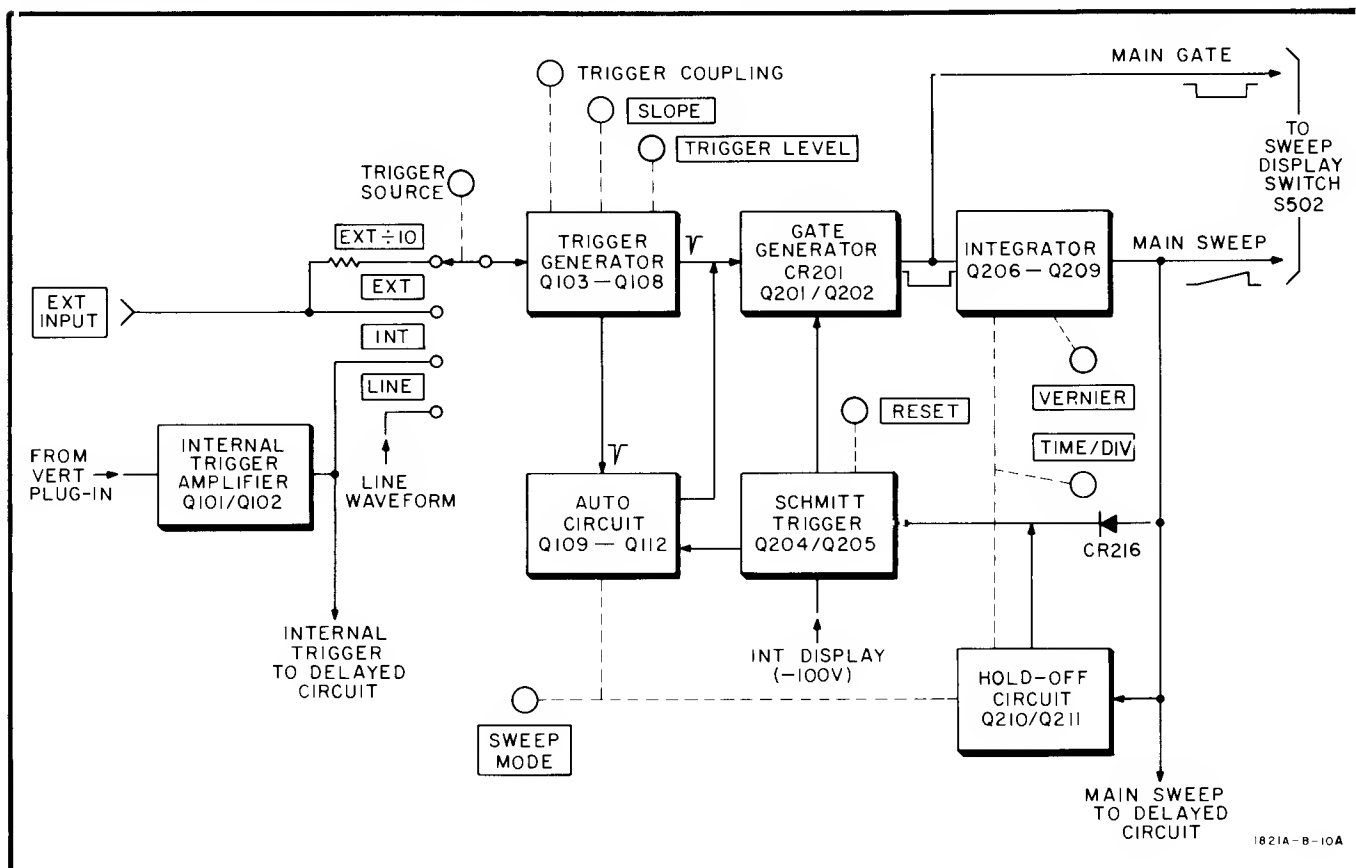 MAIN GATE
TRIGGER COUPLING
SLOPE
TRIGGER LEVEL
TO
SWEEP
DISPLAY
SWITCH
S502
TRIGGER
SOURCE
EXT÷10
EXT
INT
LINE
EXT
INPUT
TRIGGER
GENERATOR
Q103—Q108
GATE
GENERATOR
CR201
Q201/Q202
INTEGRATOR
Q206—Q209
MAIN SWEEP
VERNIER
TIME/DIV
RESET
FROM
VERT
PLUG-IN
INTERNAL
TRIGGER
AMPLIFIER
Q101/Q102
LINE
WAVEFORM
AUTO
CIRCUIT
Q109—Q112
SCHMITT
TRIGGER
Q204/Q205
CR216
INTERNAL
TRIGGER
TO DELAYED
CIRCUIT
INT DISPLAY
(-100V)
HOLD-OFF
CIRCUIT
Q210/Q211
SWEEP
MODE
MAIN SWEEP
TO DELAYED
CIRCUIT
1821A-B-10A